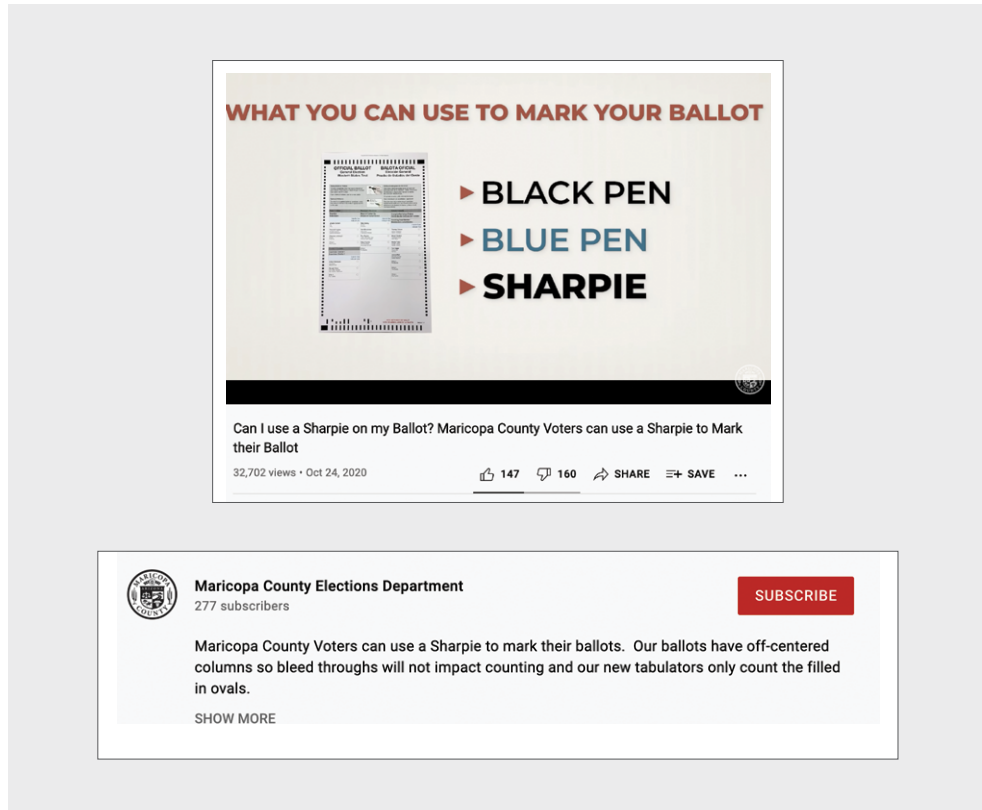 WHAT YOU CAN USE TO MARK YOUR BALLOT
OFFICIAL BALLOT BALOTA OFICIAL
BLACK PEN
BLUE PEN
SHARPIE
Can I use a Sharpie on my Ballot? Maricopa County Voters can use a Sharpie to Mark
their Ballot
32,702 views • Oct 24, 2020 147 160 SHARE SAVE ...
MARICOPA
COUNTY
Maricopa County Elections Department
277 subscribers
SUBSCRIBE
Maricopa County Voters can use a Sharpie to mark their ballots. Our ballots have off-centered
columns so bleed throughs will not impact counting and our new tabulators only count the filled
in ovals.
SHOW MORE